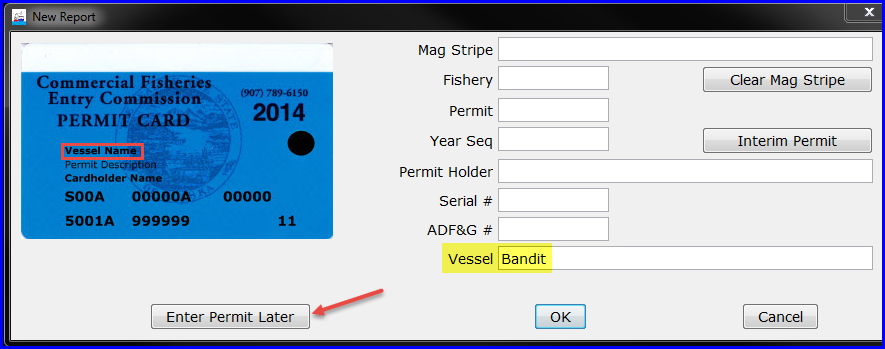 New Report
Commercial Fisheries
Entry Commission
(907) 789-6150
2014
PERMIT CARD
Vessel Name
Permit Description
Cardholder Name
S00A 00000A 00000
5001A 999999 11
Mag Stripe
Fishery
Clear Mag Stripe
Permit
Year Seq
Interim Permit
Permit Holder
Serial #
ADF&G #
Vessel Bandit
Enter Permit Later
OK
Cancel